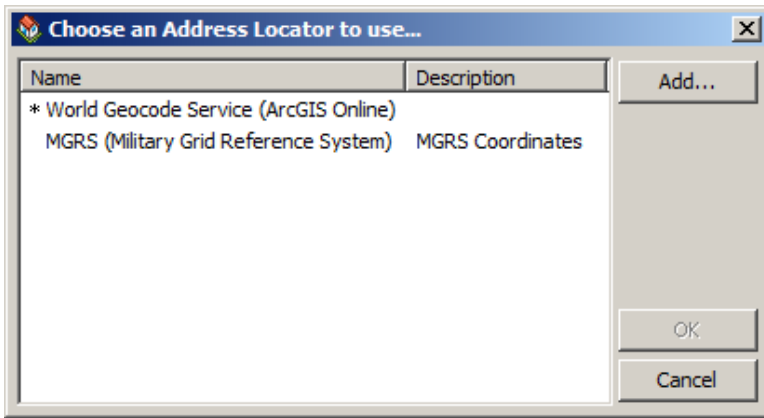 Choose an Address Locator to use...
Name Description Add...
* World Geocode Service (ArcGIS Online)
MGRS (Military Grid Reference System) MGRS Coordinates
OK
Cancel